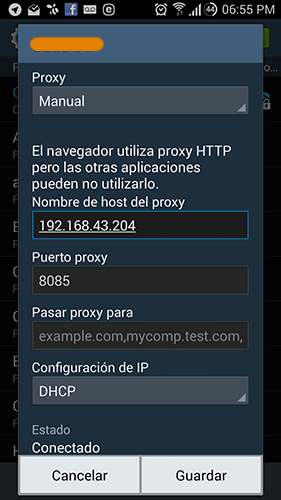 44 06:55 PM
Proxy
Manual
El navegador utiliza proxy HTTP
pero las otras aplicaciones
pueden no utilizarlo.
Nombre de host del proxy
192.168.43.204
Puerto proxy
8085
Pasar proxy para
example.com,mycomp.test.com,
Configuración de IP
DHCP
Estado
Conectado
Cancelar Guardar